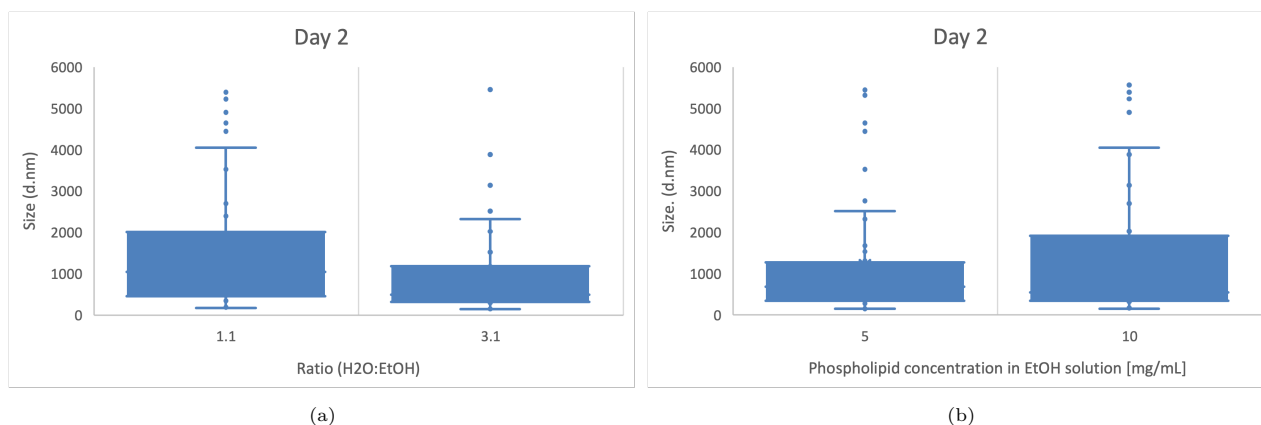 Day 2
Size (d.nm)
6000
5000
4000
3000
2000
1000
0
1.1
3.1
Ratio (H2O:EtOH)
(a)
Day 2
Size. (d.nm)
6000
5000
4000
3000
2000
1000
0
5
10
Phospholipid concentration in EtOH solution [mg/mL]
(b)